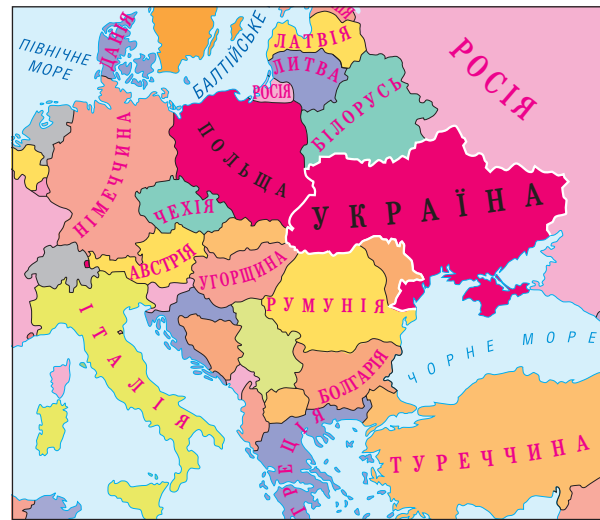 ПІВНІЧНЕ
МОРЕ
ДАНІЯ
БАЛТІЙСЬКЕ
ЛАТВІЯ
ЛИТВА
РОСІЯ
РОСІЯ
БІЛОРУСЬ
ПОЛЬЩА
НІМЕЧЧИНА
УКРАЇНА
ЧЕХІЯ
АВСТРІЯ
УГОРЩИНА
РУМУНІЯ
ІТАЛІЯ
ЧОРНЕ МОРЕ
БОЛГАРІЯ
ГРЕЦІЯ
ТУРЕЧЧИНА